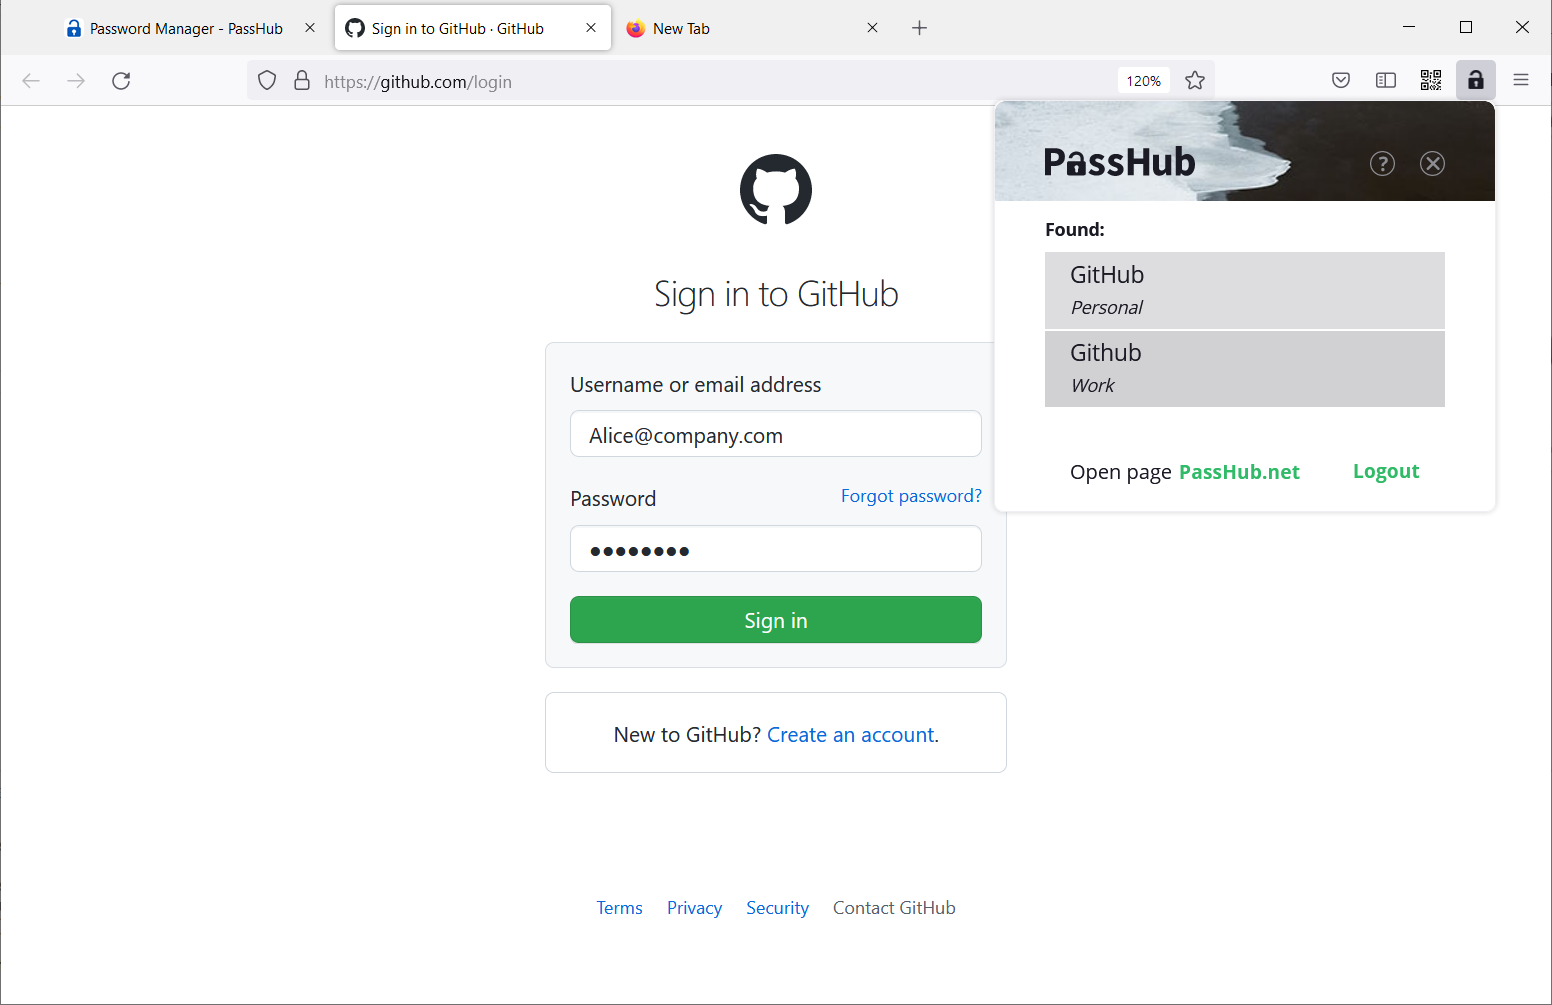 Password Manager - PassHub
Sign in to GitHub · GitHub
New Tab
https://github.com/login
120%
PassHub
Found:
GitHub
Personal
Github
Work
Open page PassHub.net
Logout
Sign in to GitHub
Username or email address
Alice@company.com
Password
Forgot password?
Sign in
New to GitHub? Create an account.
Terms
Privacy
Security
Contact GitHub